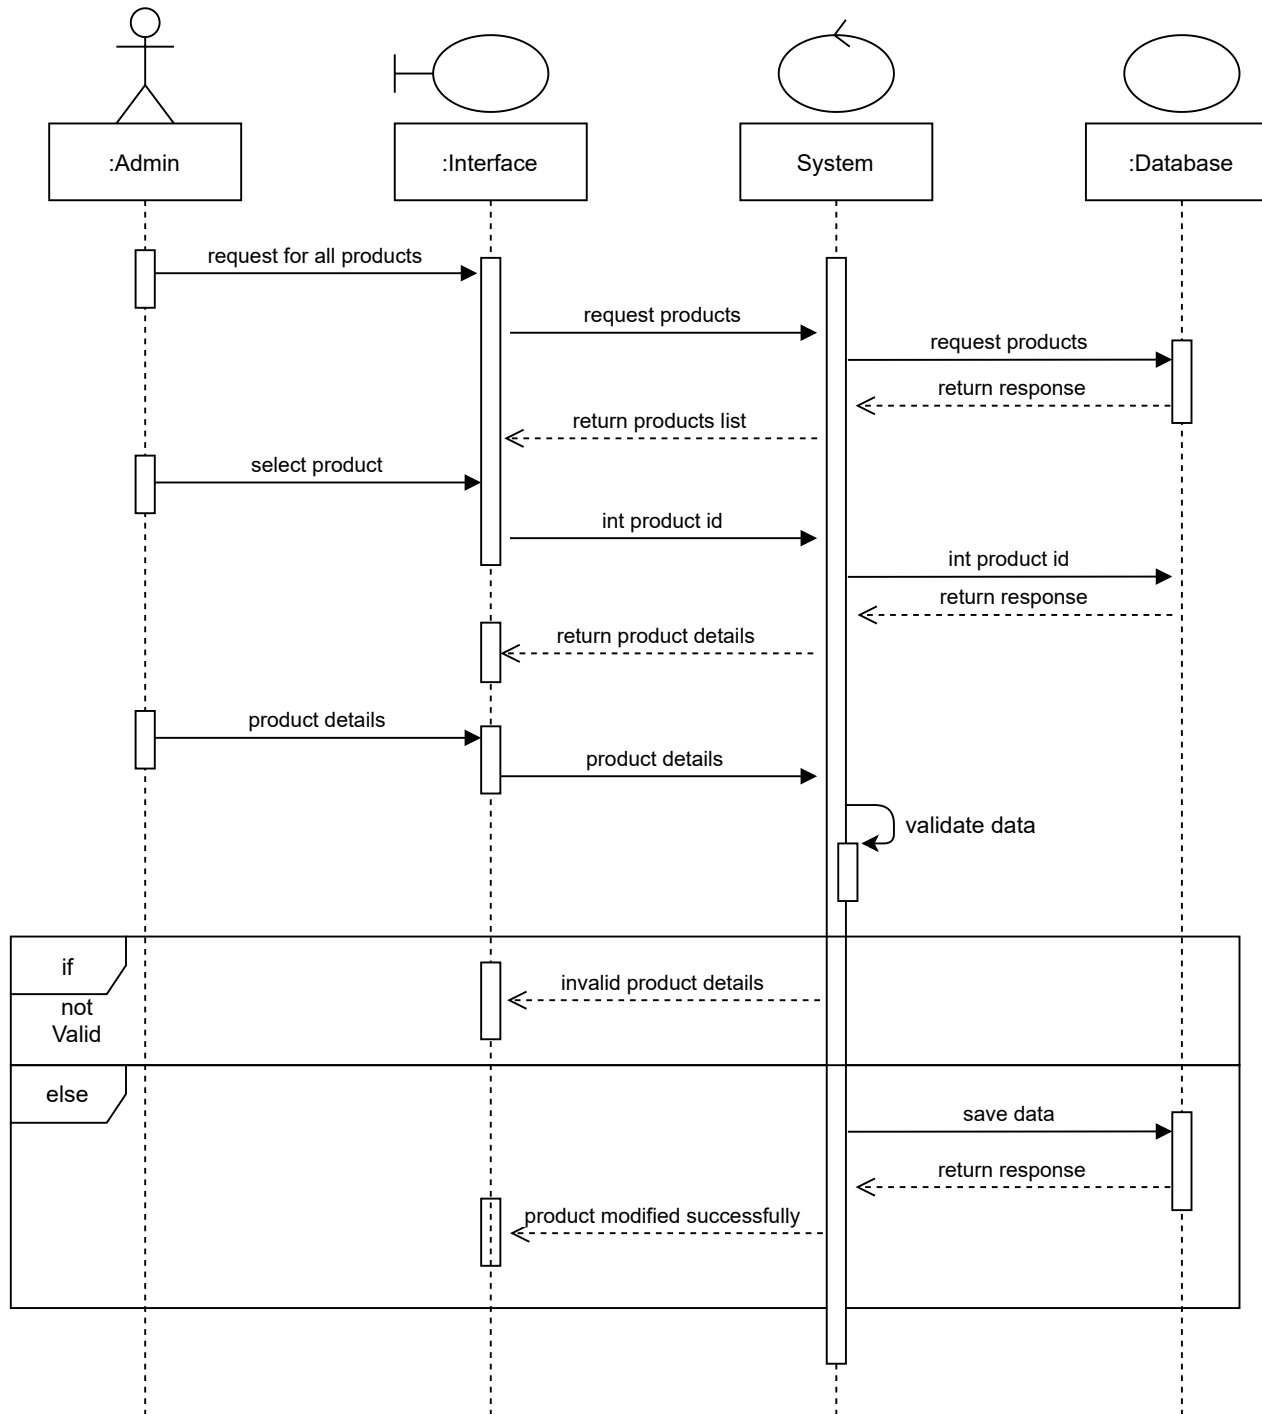 :Admin
:Interface
System
:Database
request for all products
request products
request products
return response
return products list
select product
int product id
int product id
return response
return product details
product details
product details
validate data
if
not
Valid
invalid product details
else
save data
return response
product modified successfully